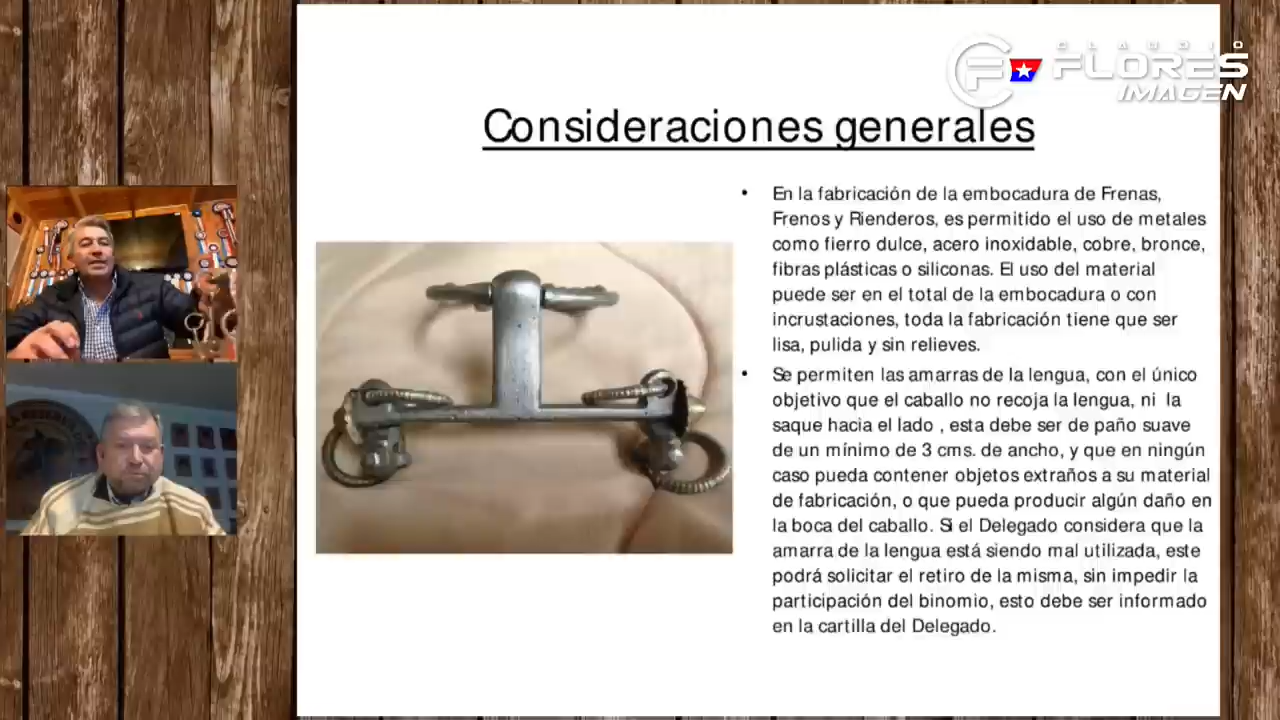 CLAUDIO
FLORES
IMAGEN
Consideraciones generales
• En la fabricación de la embocadura de Frenas,
Frenos y Rienderos, es permitido el uso de metales
como fierro dulce, acero inoxidable, cobre, bronce,
fibras plásticas o siliconas. El uso del material
puede ser en el total de la embocadura o con
incrustaciones, toda la fabricación tiene que ser
lisa, pulida y sin relieves.
• Se permiten las amarras de la lengua, con el único
objetivo que el caballo no recoja la lengua, ni la
saque hacia el lado , esta debe ser de paño suave
de un mínimo de 3 cms. de ancho, y que en ningún
caso pueda contener objetos extraños a su material
de fabricación, o que pueda producir algún daño en
la boca del caballo. Si el Delegado considera que la
amarra de la lengua está siendo mal utilizada, este
podrá solicitar el retiro de la misma, sin impedir la
participación del binomio, esto debe ser informado
en la cartilla del Delegado.